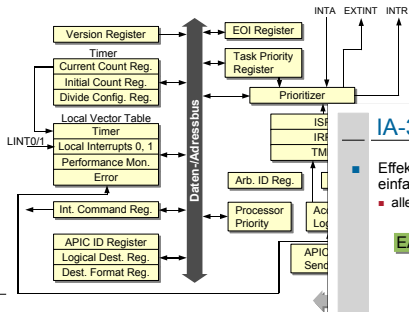 INTA EXTINT INTR
Version Register
EOI Register
Timer
Current Count Reg.
Initial Count Reg.
Divide Config. Reg.
Task Priority
Register
Prioritizer
Local Vector Table
Timer
Local Interrupts 0, 1
Performance Mon.
Error
LINT0/1
Daten-/Adressbus
IRR
TM
Arb. ID Reg.
Int. Command Reg.
Processor
Priority
APIC ID Register
Logical Dest. Reg.
Dest. Format Reg.
APIC
Send
IA-3
Effek
einfa
alle